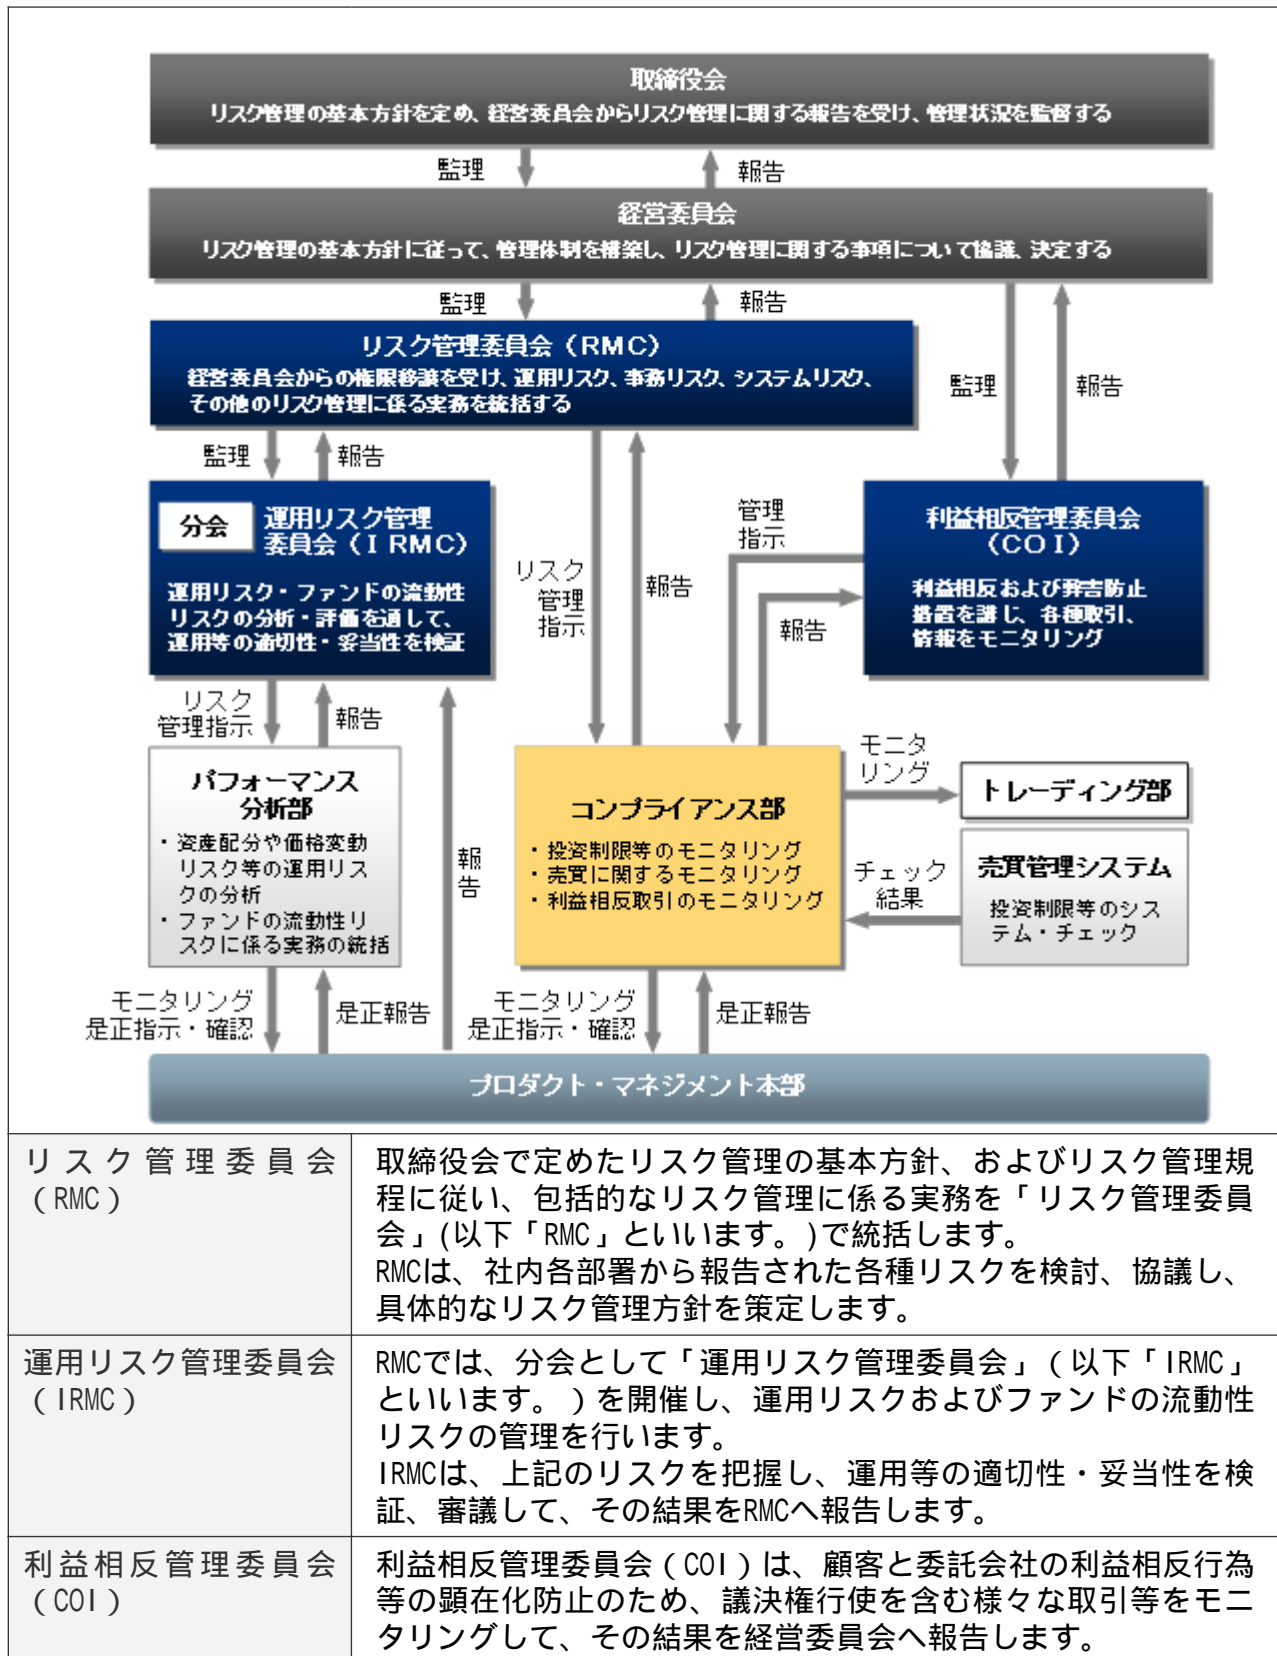 取締役会
リスク管理の基本方針を定め、経営委員会からリスク管理に関する報告を受け、管理状況を監督する
監理
報告
経営委員会
リスク管理の基本方針に従って、管理体制を構築し、リスク管理に関する事項について協議、決定する
監理
報告
リスク管理委員会（RMC）
経営委員会からの権限移譲を受け、運用リスク、事務リスク、システムリスク、
その他のリスク管理に係る実務を統括する
監理
報告
監理
報告
分会
運用リスク管理
委員会（IRMC）
運用リスク・ファンドの流動性
リスクの分析・評価を通して、
運用等の適切性・妥当性を検証
リスク
管理
指示
報告
管理
指示
報告
利益相反管理委員会
（COI）
利益相反および弊害防止
措置を講じ、各種取引、
情報をモニタリング
リスク
管理指示
報告
パフォーマンス
分析部
・資産配分や価格変動
リスク等の運用リス
クの分析
・ファンドの流動性リ
スクに係る実務の統括
報
告
コンプライアンス部
・投資制限等のモニタリング
・売買に関するモニタリング
・利益相反取引のモニタリング
モニタ
リング
トレーディング部
チェック
結果
売買管理システム
投資制限等のシス
テム・チェック
モニタリング
是正指示・確認
是正報告
モニタリング
是正指示・確認
是正報告
プロダクト・マネジメント本部
リスク管理委員会
（RMC）
取締役会で定めたリスク管理の基本方針、およびリスク管理規
程に従い、包括的なリスク管理に係る実務を「リスク管理委員
会」(以下「RMC」といいます。)で統括します。
RMCは、社内各部署から報告された各種リスクを検討、協議し、
具体的なリスク管理方針を策定します。
運用リスク管理委員会
（IRMC）
RMCでは、分会として「運用リスク管理委員会」（以下「IRMC」
といいます。）を開催し、運用リスクおよびファンドの流動性
リスクの管理を行います。
IRMCは、上記のリスクを把握し、運用等の適切性・妥当性を検
証、審議して、その結果をRMCへ報告します。
利益相反管理委員会
（COI）
利益相反管理委員会（COI）は、顧客と委託会社の利益相反行為
等の顕在化防止のため、議決権行使を含む様々な取引等をモニ
タリングして、その結果を経営委員会へ報告します。